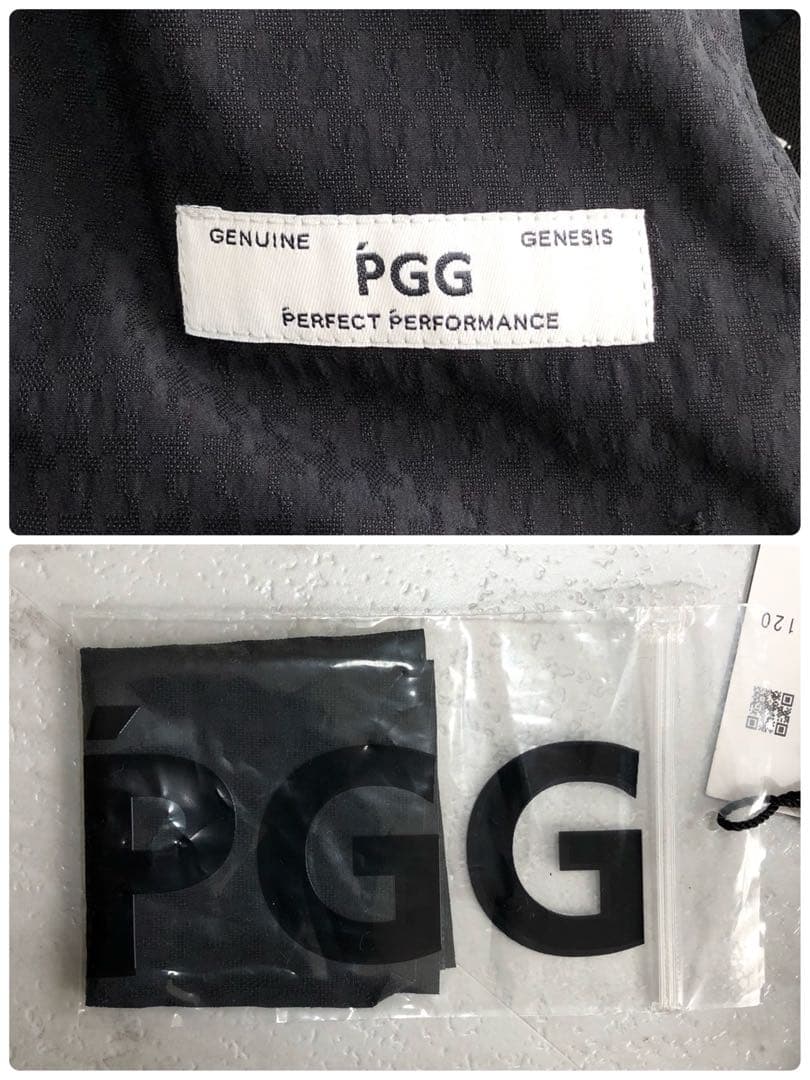 GENUINE
GENESIS
ṔGG
ṔERFECT ṔERFORMANCE
ṔGG
120